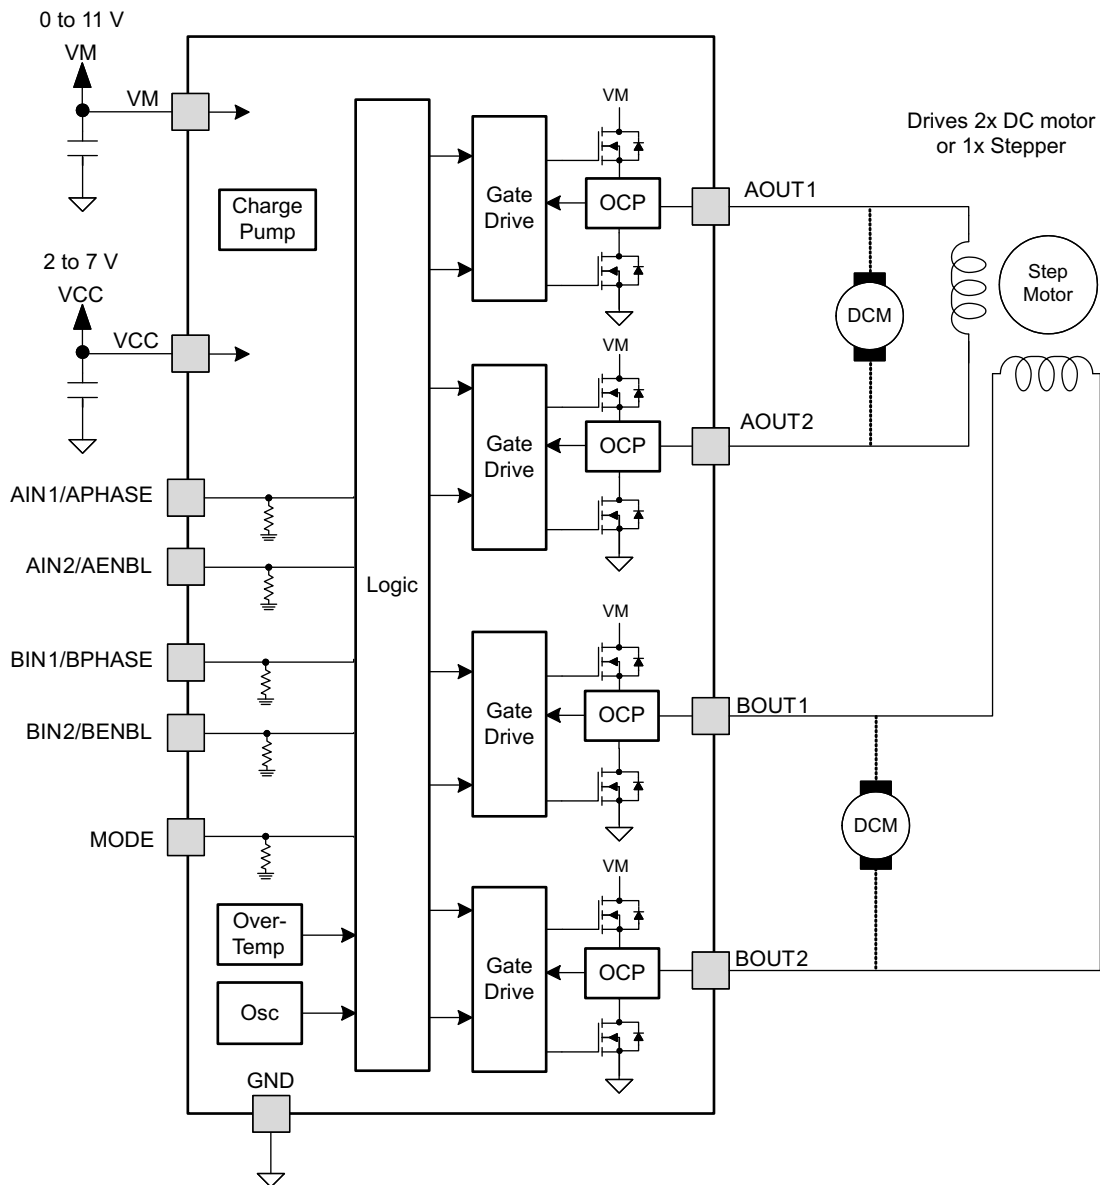 0 to 11 V
VM
VM
Charge
Pump
2 to 7 V
VCC
VCC
AIN1/APHASE
AIN2/AENBL
BIN1/BPHASE
BIN2/BENBL
MODE
Over-
Temp
Osc
GND
Logic
Gate
Drive
VM
OCP
AOUT1
Gate
Drive
VM
OCP
AOUT2
Gate
Drive
VM
OCP
BOUT1
Gate
Drive
VM
OCP
BOUT2
Drives 2x DC motor
or 1x Stepper
DCM
Step
Motor
DCM